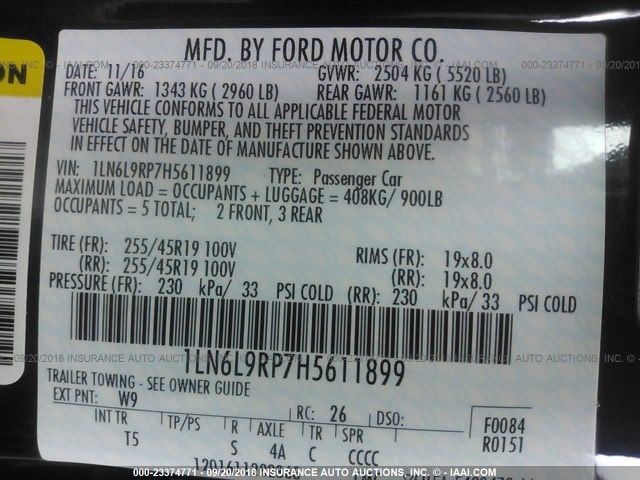 000-23374771 - 09/20/2018 - INSURANCE AUTO AUCTIONS, INC. - 000-23374771 - 09/20/2018
ON
MFD. BY FORD MOTOR CO.
DATE: 11/16 GVWR: 2504 KG ( 5520 LB)
FRONT GAWR: 1343 KG ( 2960 LB) REAR GAWR: 1161 KG ( 2560 LB)
THIS VEHICLE CONFORMS TO ALL APPLICABLE FEDERAL MOTOR
VEHICLE SAFETY, BUMPER, AND THEFT PREVENTION STANDARDS
IN EFFECT ON THE DATE OF MANUFACTURE SHOWN ABOVE.
VIN: 1LN6L9RP7H5611899 TYPE: Passenger Car
MAXIMUM LOAD = OCCUPANTS + LUGGAGE = 408KG/ 900LB
OCCUPANTS = 5 TOTAL; 2 FRONT, 3 REAR
TIRE (FR): 255/45R19 100V RIMS (FR): 19x8.0
(RR): 255/45R19 100V (RR): 19x8.0
PRESSURE (FR): 230 kPa/ 33 PSI COLD (RR): 230 kPa/ 33 PSI COLD
1LN6L9RP7H5611899
TRAILER TOWING - SEE OWNER GUIDE
EXT PNT: W9 RC: 26 DSO: F0084
INT TR TP/PS R AXLE TR SPR R0151
T5 S 4A C CCCC
IAAI.COM